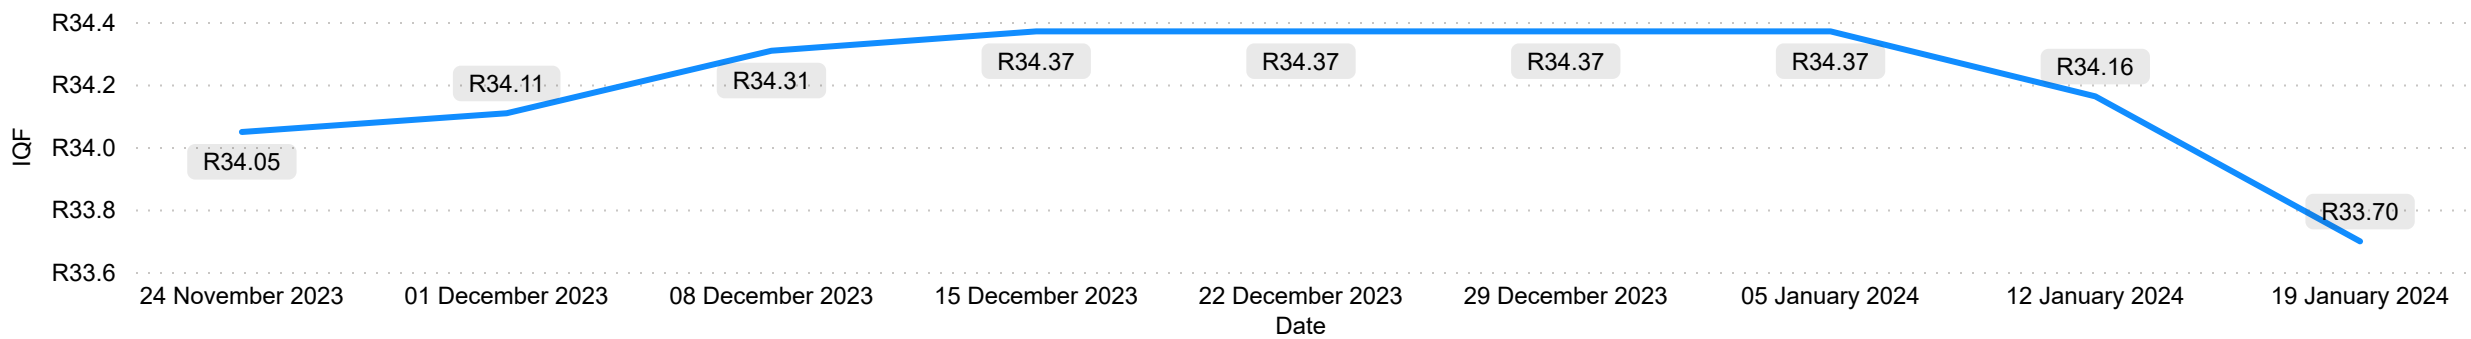 R34.4
R34.2
R34.0
R33.8
R33.6
IQF
R34.05
R34.11
R34.31
R34.37
R34.37
R34.37
R34.37
R34.16
R33.70
24 November 2023
01 December 2023
08 December 2023
15 December 2023
22 December 2023
29 December 2023
05 January 2024
12 January 2024
19 January 2024
Date